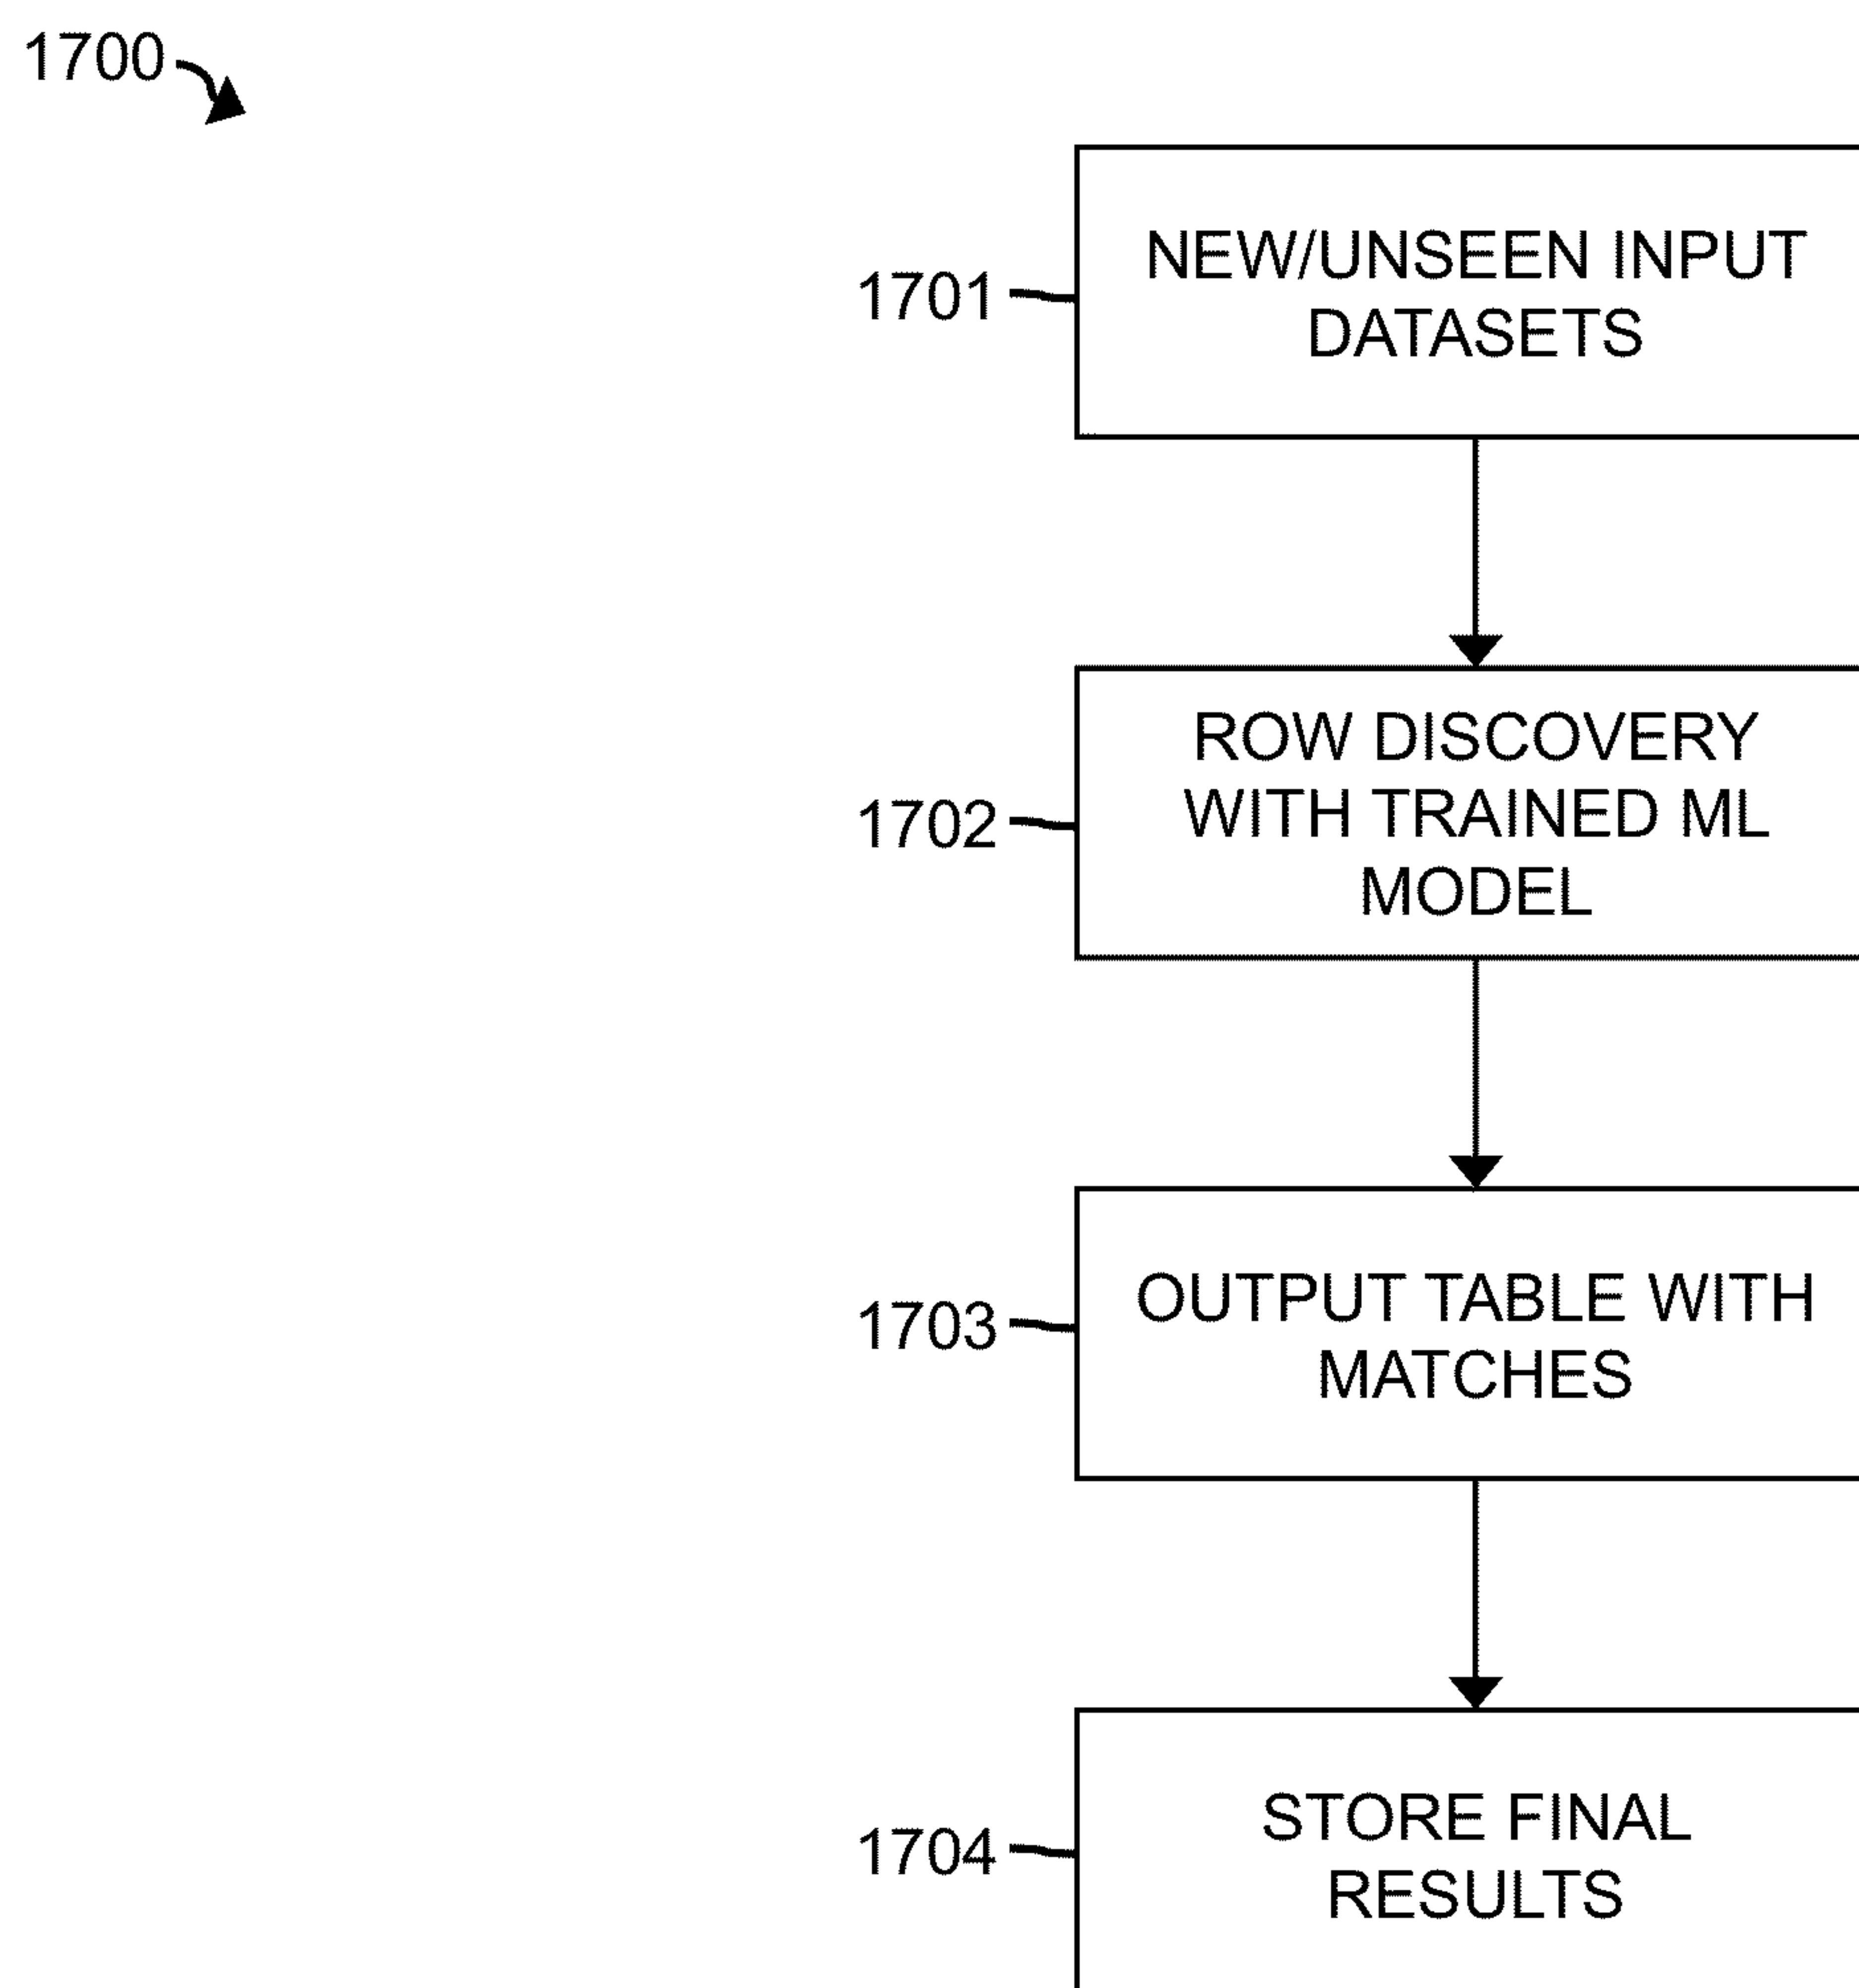 1700
1701
NEW/UNSEEN INPUT
DATASETS
1702
ROW DISCOVERY
WITH TRAINED ML
MODEL
1703
OUTPUT TABLE WITH
MATCHES
1704
STORE FINAL
RESULTS